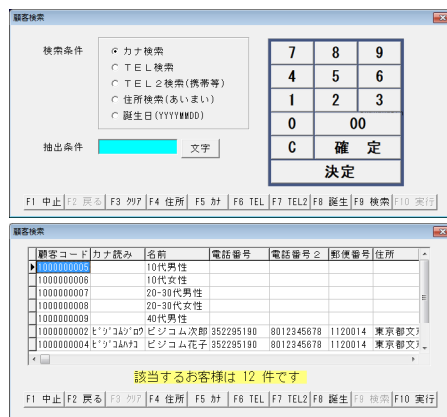 顧客検索
検索条件
カナ検索
ＴＥＬ検索
ＴＥＬ２検索(携帯等)
住所検索(あいまい)
誕生日(YYYYMMDD)
抽出条件
文字
7 8 9
4 5 6
1 2 3
0 00
C 確 定
決定
F1 中止 F2 戻る F3 ｸﾘｱ F4 住所 F5 ｶﾅ F6 TEL F7 TEL2 F8 誕生 F9 検索 F10 実行
顧客検索
顧客コード カナ読み 名前 電話番号 電話番号２ 郵便番号 住所
1000000005 10代男性
1000000006 10代女性
1000000007 20-30代男性
1000000008 20-30代女性
1000000009 40代男性
1000000002 ﾋﾞｼﾞｺﾑｼﾞﾛｳ ビジコム次郎 352295190 8012345678 1120014 東京都文
1000000004 ﾋﾞｼﾞｺﾑﾊﾅｺ ビジコム花子 352295190 8012345678 1120014 東京都文
該当するお客様は 12 件です
F1 中止 F2 戻る F3 ｸﾘｱ F4 住所 F5 ｶﾅ F6 TEL F7 TEL2 F8 誕生 F9 検索 F10 実行